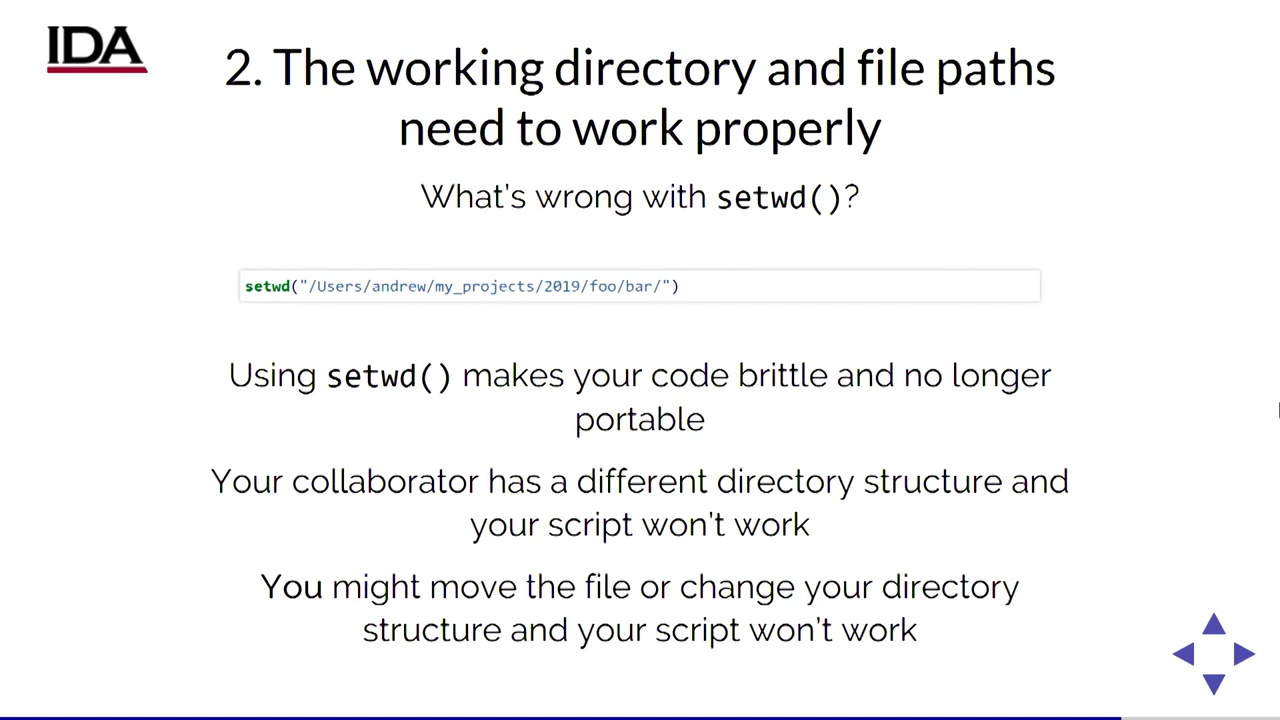 IDA
2. The working directory and file paths
need to work properly
What's wrong with setwd()?
setwd("/Users/andrew/my_projects/2019/foo/bar/")
Using setwd() makes your code brittle and no longer
portable
Your collaborator has a different directory structure and
your script won't work
You might move the file or change your directory
structure and your script won't work